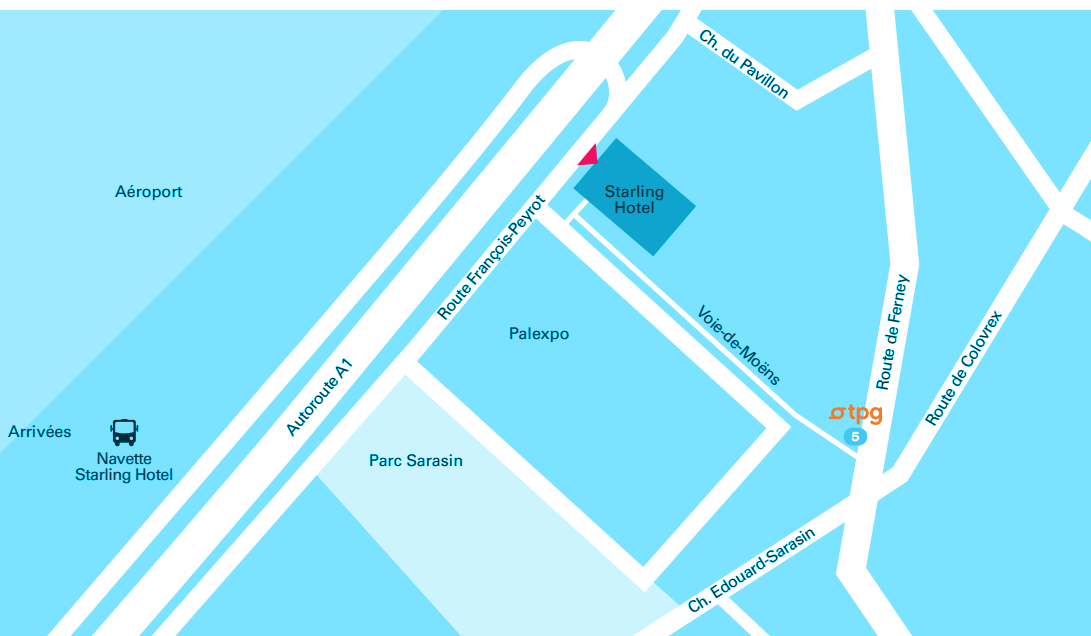 Ch. du Pavillon
Aéroport
Starling
Hotel
Route François-Peyrot
Palexpo
Voie-de-Moëns
Route de Ferney
Route de Colovrex
Autoroute A1
tpg
5
Arrivées
Navette
Starling Hotel
Parc Sarasin
Ch. Edouard-Sarasin